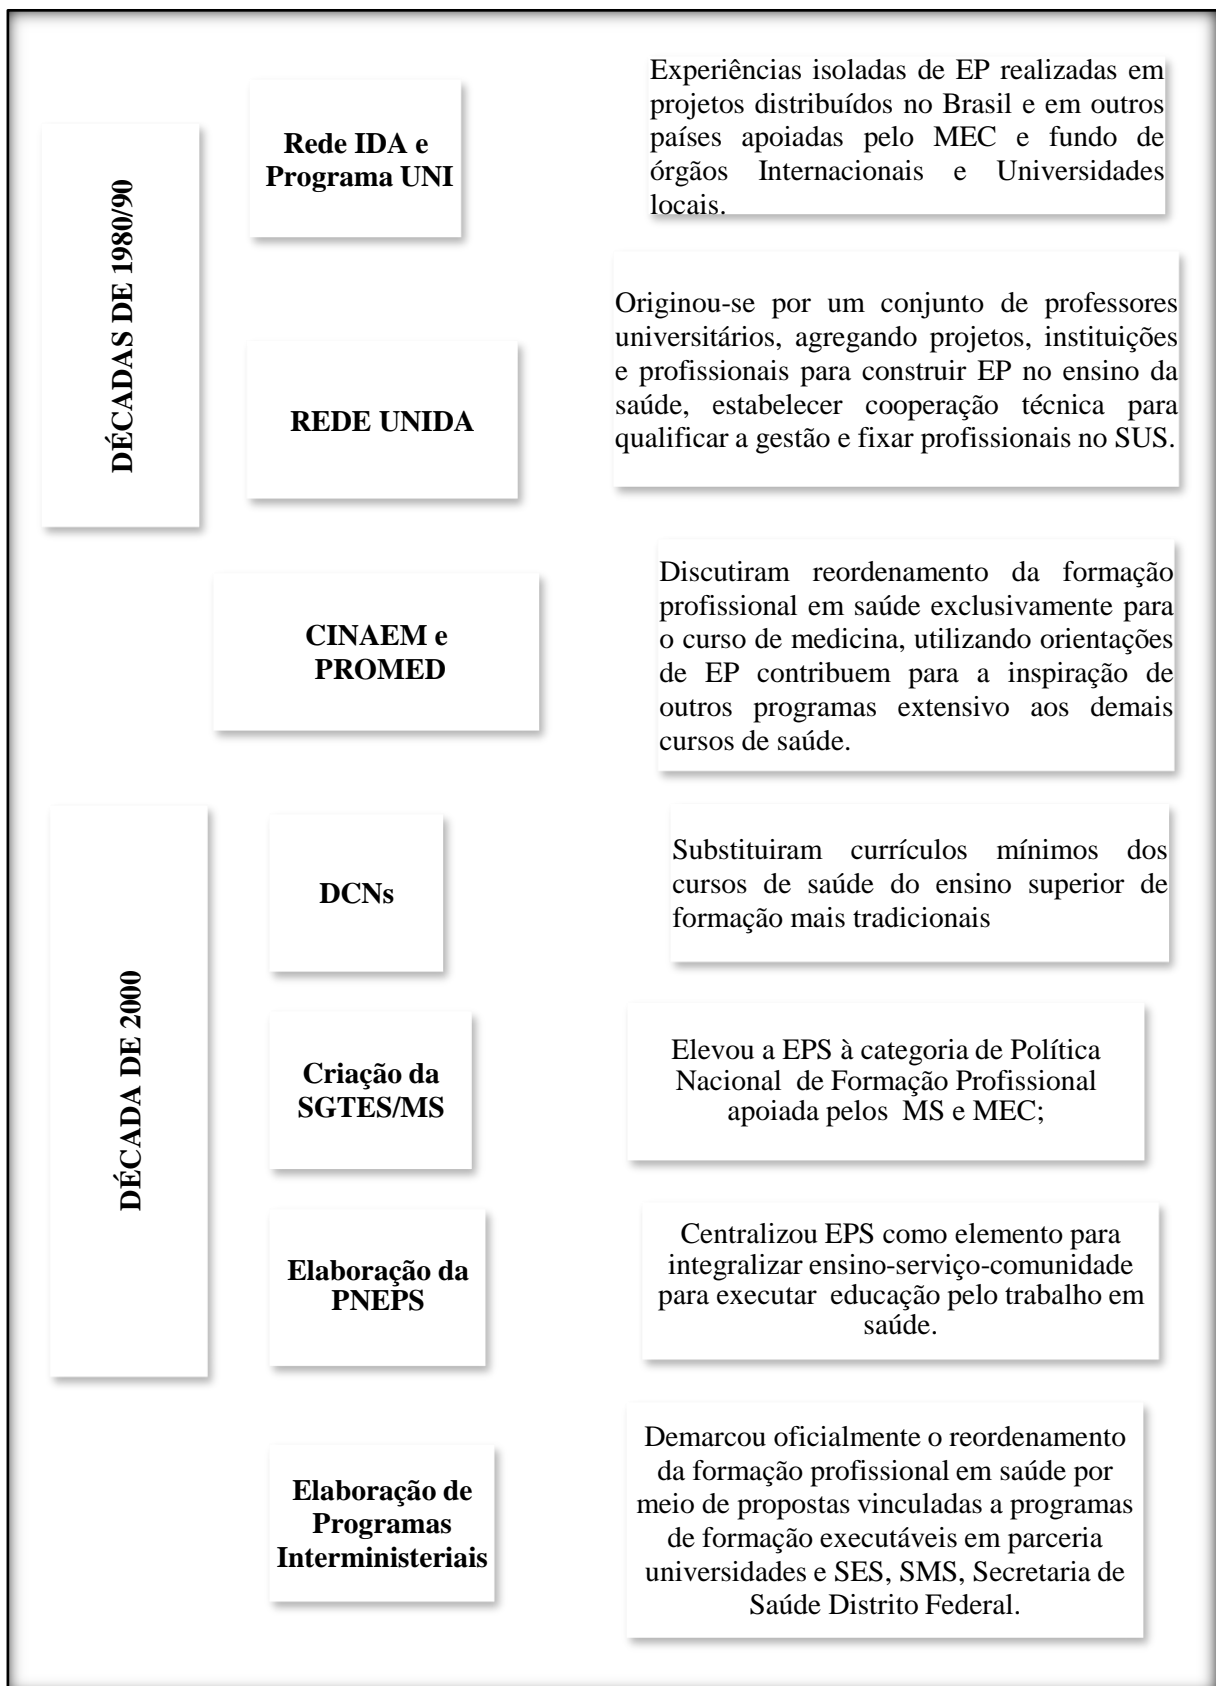 DÉCADAS DE 1980/90
Rede IDA e
Programa UNI
Experiências isoladas de EP realizadas em
projetos distribuídos no Brasil e em outros
países apoiadas pelo MEC e fundo de
órgãos Internacionais e Universidades
locais.
REDE UNIDA
Originou-se por um conjunto de professores
universitários, agregando projetos, instituições
e profissionais para construir EP no ensino da
saúde, estabelecer cooperação técnica para
qualificar a gestão e fixar profissionais no SUS.
CINAEM e
PROMED
Discutiram reordenamento da formação
profissional em saúde exclusivamente para
o curso de medicina, utilizando orientações
de EP contribuem para a inspiração de
outros programas extensivo aos demais
cursos de saúde.
DÉCADA DE 2000
DCNs
Substituiram currículos mínimos dos
cursos de saúde do ensino superior de
formação mais tradicionais
Criação da
SGTES/MS
Elevou a EPS à categoria de Política
Nacional de Formação Profissional
apoiada pelos MS e MEC;
Elaboração da
PNEPS
Centralizou EPS como elemento para
integralizar ensino-serviço-comunidade
para executar educação pelo trabalho em
saúde.
Elaboração de
Programas
Interministeriais
Demarcou oficialmente o reordenamento
da formação profissional em saúde por
meio de propostas vinculadas a programas
de formação executáveis em parceria
universidades e SES, SMS, Secretaria de
Saúde Distrito Federal.